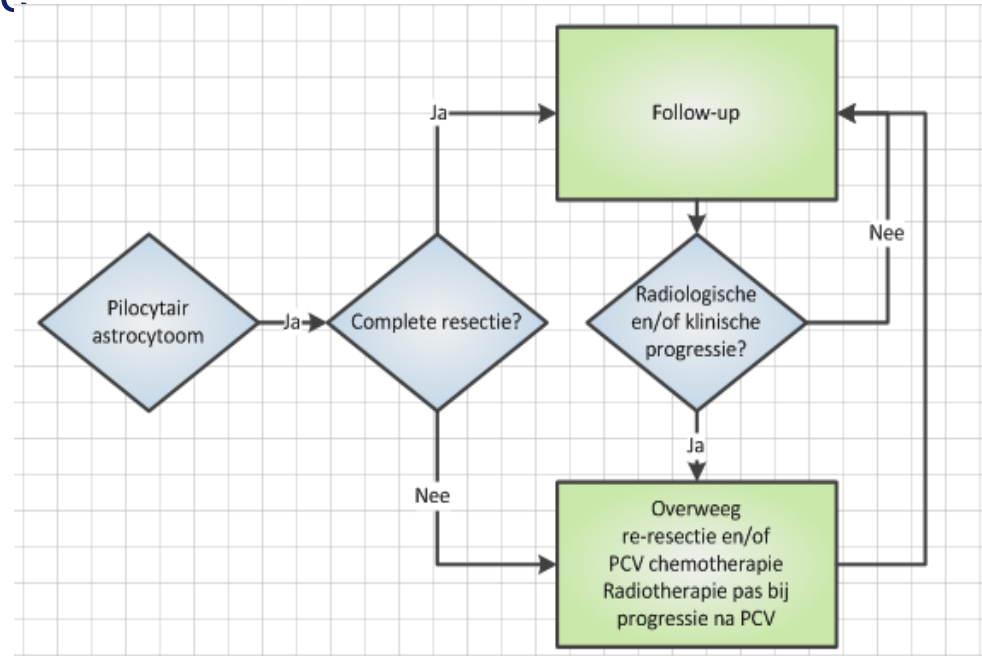 Ja
Follow-up
Nee
Pilocytair
astrocytoom
Ja
Complete resectie?
Radiologische
en/of klinische
progressie?
Ja
Nee
Overweeg
re-resectie en/of
PCV chemotherapie
Radiotherapie pas bij
progressie na PCV